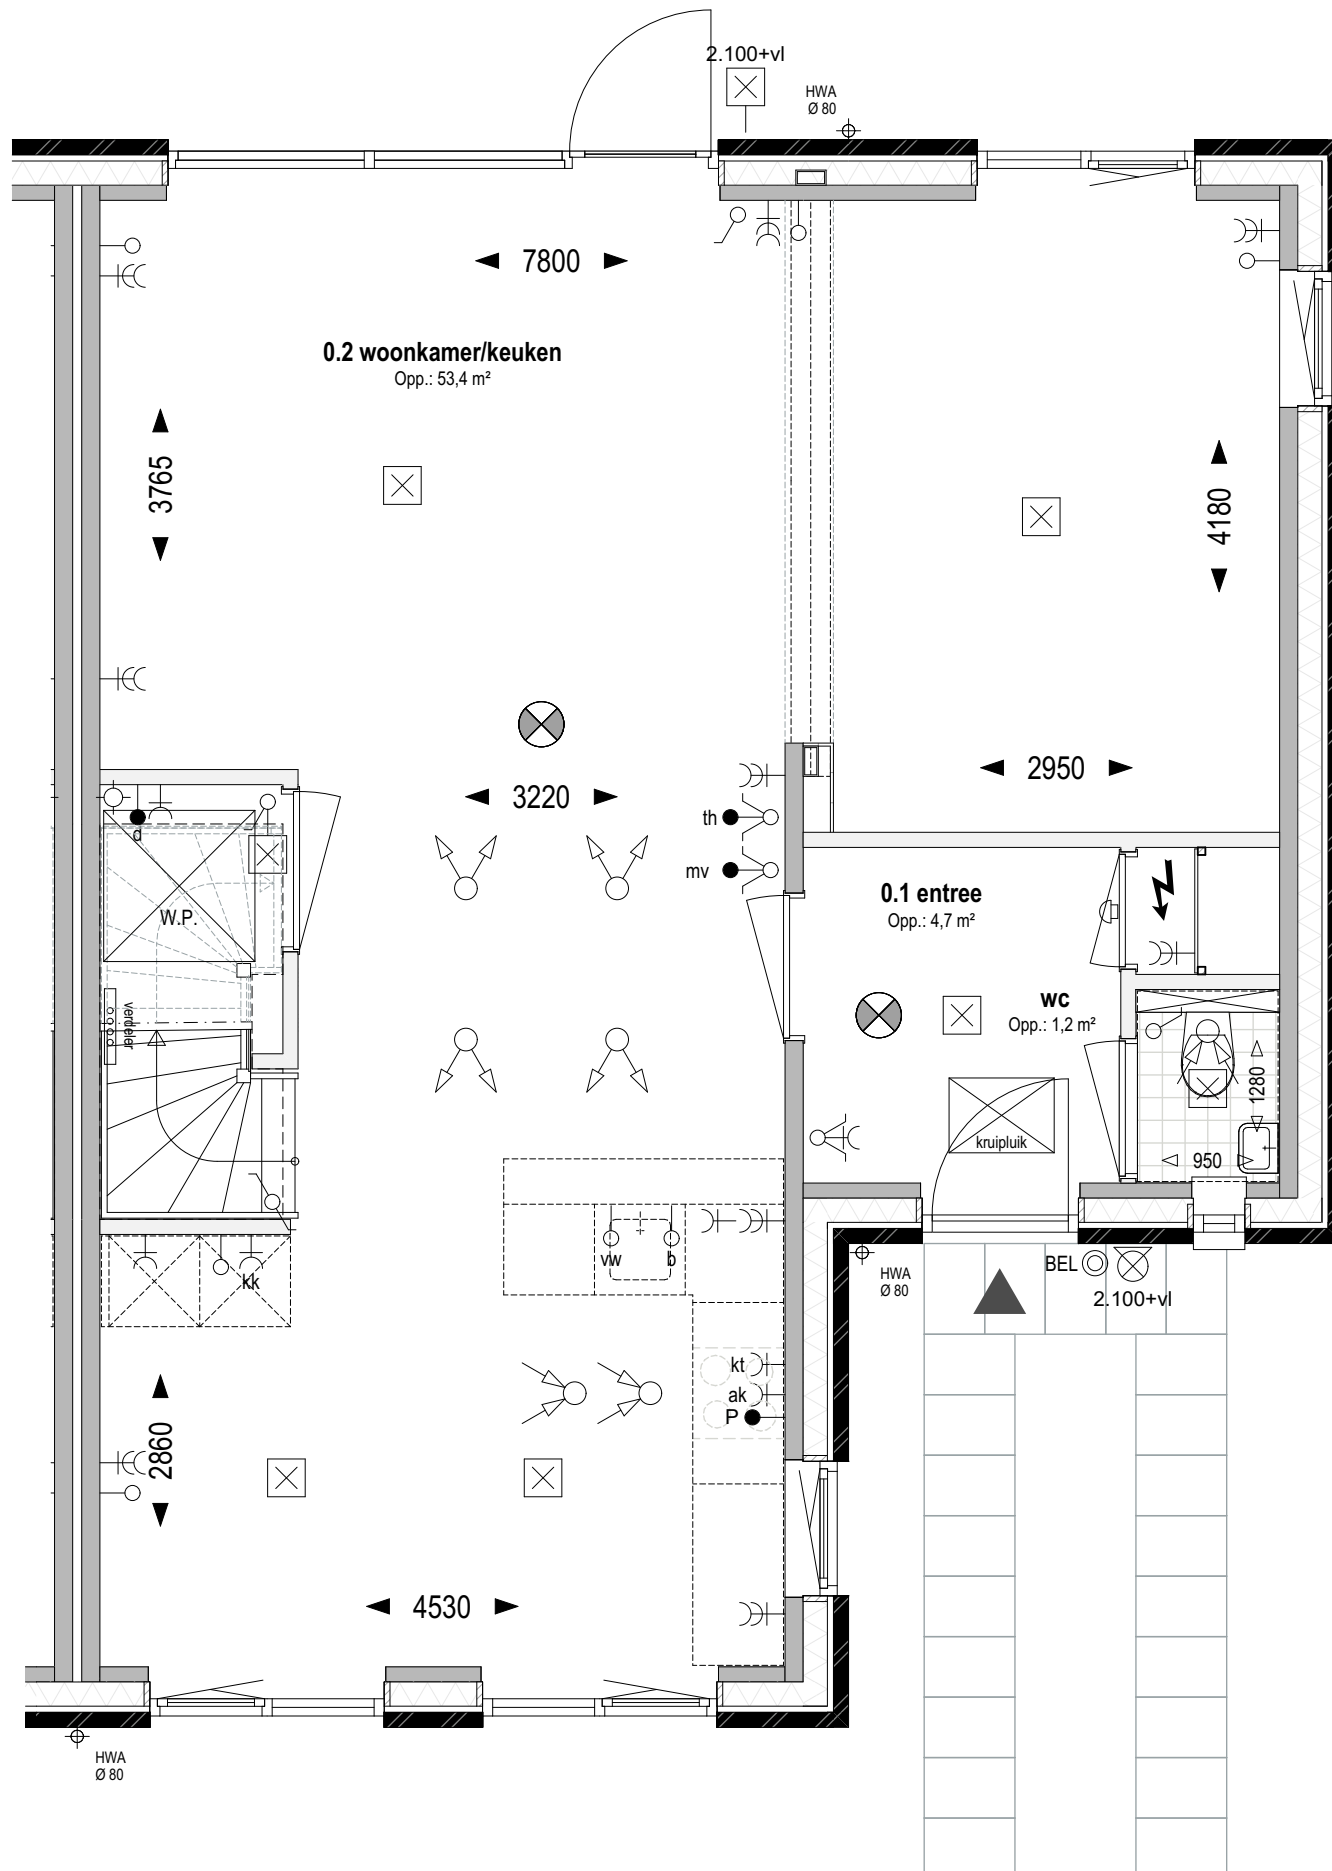 2.100+vl
HWA
Ø 80
7800
0.2 woonkamer/keuken
Opp.: 53,4 m²
3765
4180
2950
3220
th
mv
d
W.P.
verdeler
0.1 entree
Opp.: 4,7 m²
wc
Opp.: 1,2 m²
1280
950
kruipluik
vw
b
kk
HWA
Ø 80
BEL
2.100+vl
kt
ak
P
2860
4530
HWA
Ø 80